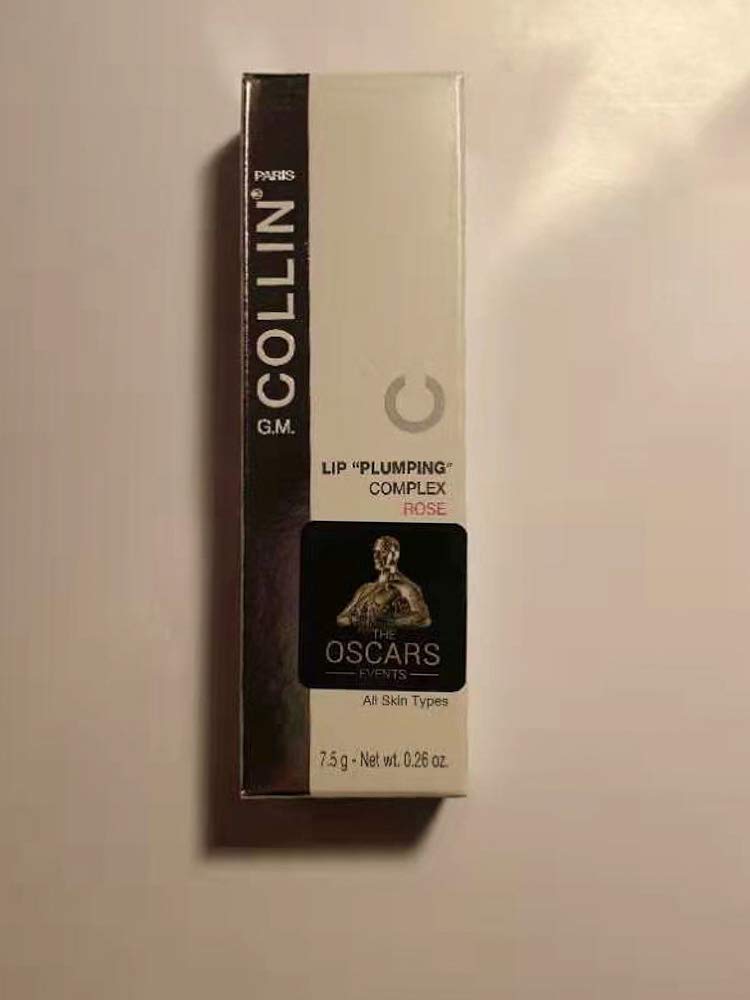 G.M. COLLIN®
PARIS
LIP “PLUMPING”
COMPLEX
ROSE
THE
OSCARS
EVENTS
All Skin Types
7.5 g - Net wt. 0.26 oz.